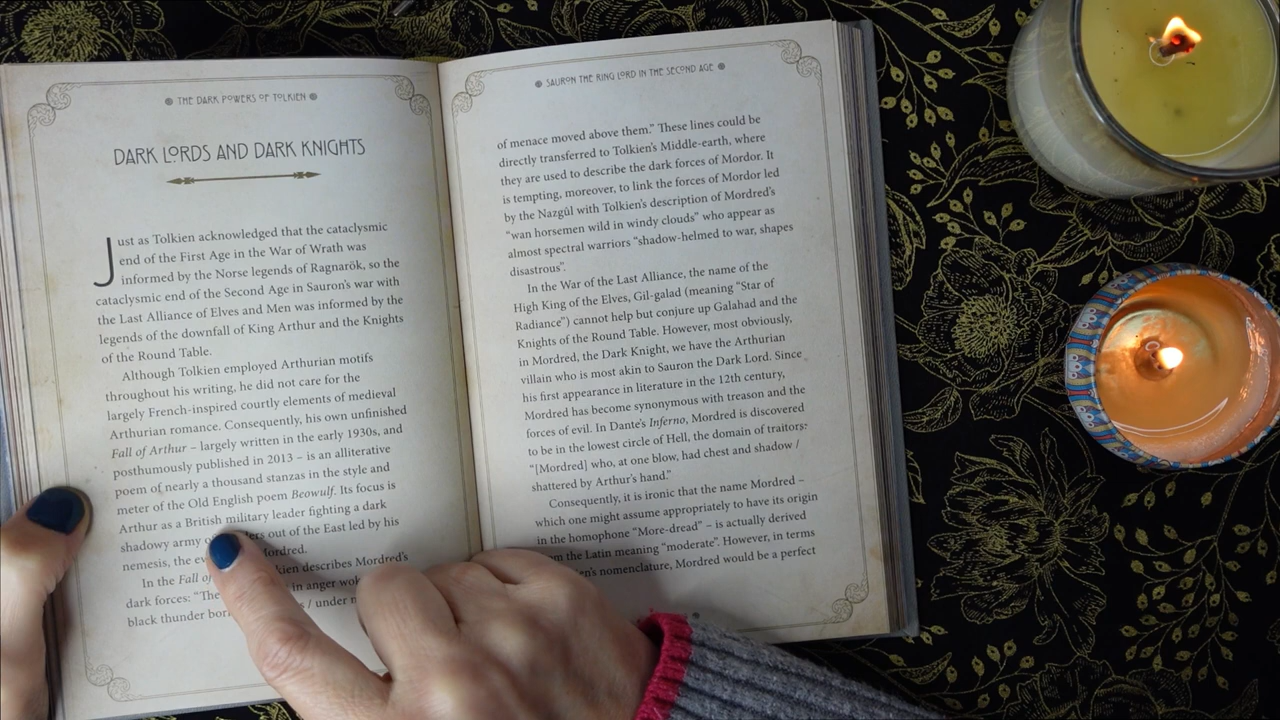 THE DARK POWERS OF TOLKIEN
DARK LORDS AND DARK KNIGHTS
Just as Tolkien acknowledged that the cataclysmic
end of the First Age in the War of Wrath was
informed by the Norse legends of Ragnarök, so the
cataclysmic end of the Second Age in Sauron's war with
the Last Alliance of Elves and Men was informed by the
legends of the downfall of King Arthur and the Knights
of the Round Table.
Although Tolkien employed Arthurian motifs
throughout his writing, he did not care for the
largely French-inspired courtly elements of medieval
Arthurian romance. Consequently, his own unfinished
Fall of Arthur – largely written in the early 1930s, and
posthumously published in 2013 – is an alliterative
poem of nearly a thousand stanzas in the style and
meter of the Old English poem Beowulf. Its focus is
Arthur as a British military leader fighting a dark
shadowy army out of the East led by his
nemesis, the Mordred.
In the Fall of describes Mordred's
dark forces: "The in anger
black thunder / under
SAURON THE RING LORD IN THE SECOND AGE
of menace moved above them." These lines could be
directly transferred to Tolkien's Middle-earth, where
they are used to describe the dark forces of Mordor. It
is tempting, moreover, to link the forces of Mordor led
by the Nazgûl with Tolkien's description of Mordred's
"wan horsemen wild in windy clouds" who appear as
almost spectral warriors "shadow-helmed to war, shapes
disastrous".
In the War of the Last Alliance, the name of the
High King of the Elves, Gil-galad (meaning "Star of
Radiance") cannot help but conjure up Galahad and the
Knights of the Round Table. However, most obviously,
in Mordred, the Dark Knight, we have the Arthurian
villain who is most akin to Sauron the Dark Lord. Since
his first appearance in literature in the 12th century,
Mordred has become synonymous with treason and the
forces of evil. In Dante's Inferno, Mordred is discovered
to be in the lowest circle of Hell, the domain of traitors:
"[Mordred] who, at one blow, had chest and shadow /
shattered by Arthur's hand."
Consequently, it is ironic that the name Mordred –
which one might assume appropriately to have its origin
in the homophone "More-dread" – is actually derived
the Latin meaning "moderate". However, in terms
nomenclature, Mordred would be a perfect